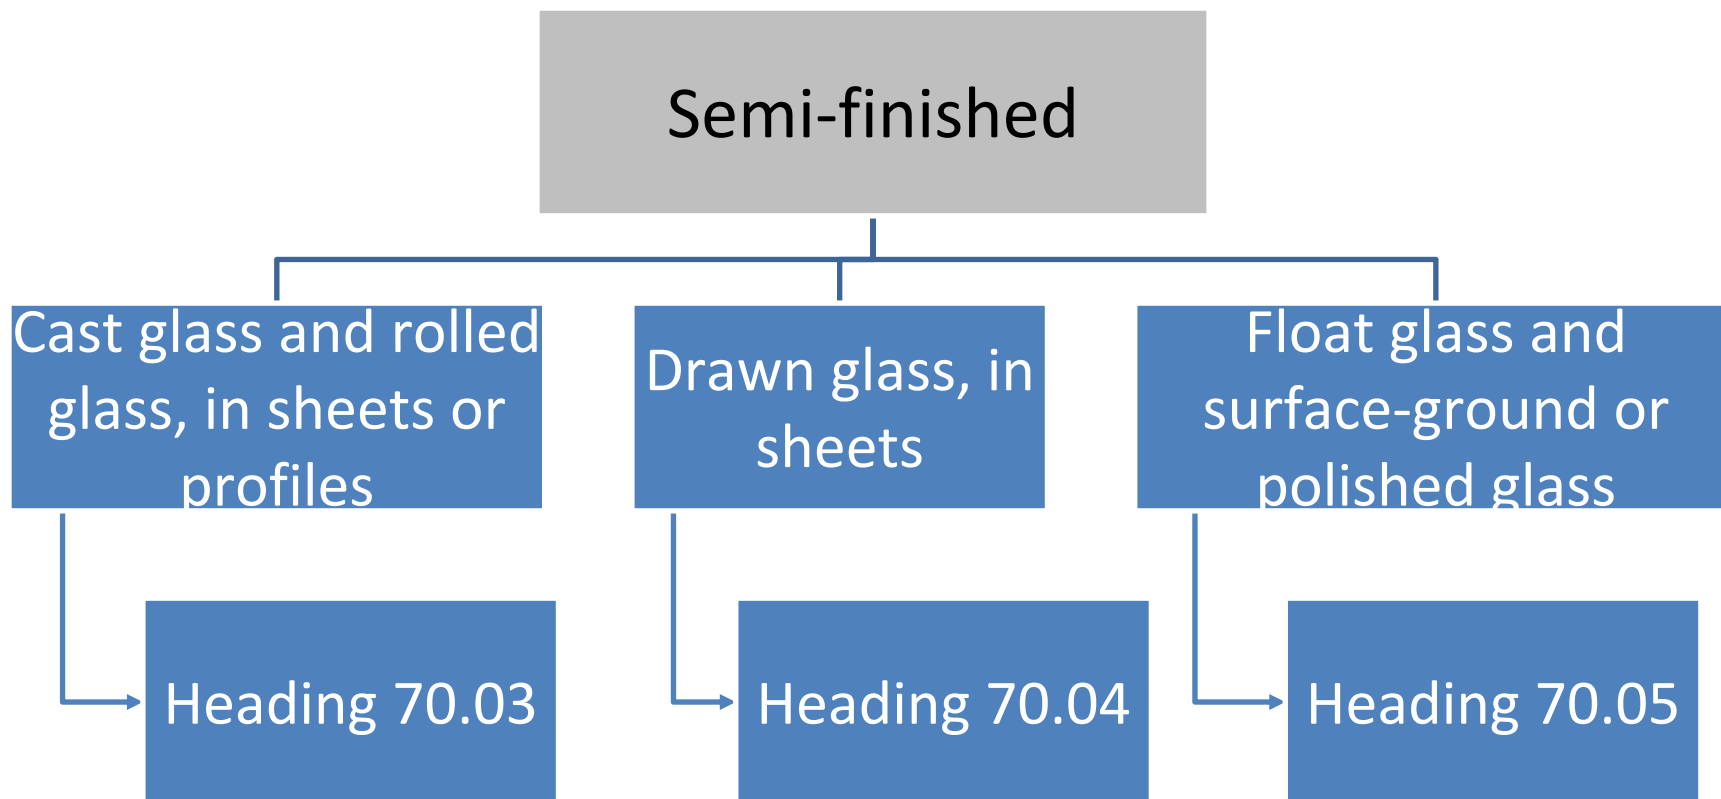 Semi-finished
Cast glass and rolled
glass, in sheets or
profiles
Drawn glass, in
sheets
Float glass and
surface-ground or
polished glass
Heading 70.03
Heading 70.04
Heading 70.05